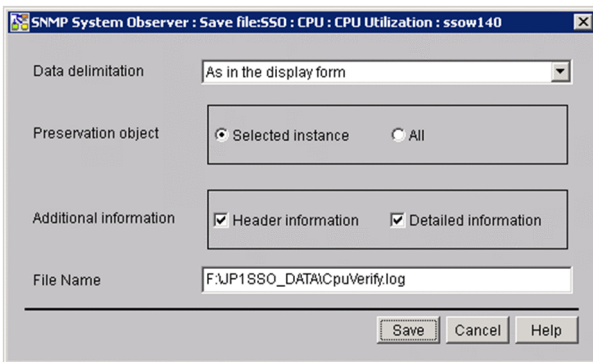 SNMP System Observer : Save file:SSO : CPU : CPU Utilization : ssow140
Data delimitation As in the display form
Preservation object Selected instance All
Additional information Header information Detailed information
File Name F:\JP1SSO_DATA\CpuVerify.log
Save Cancel Help